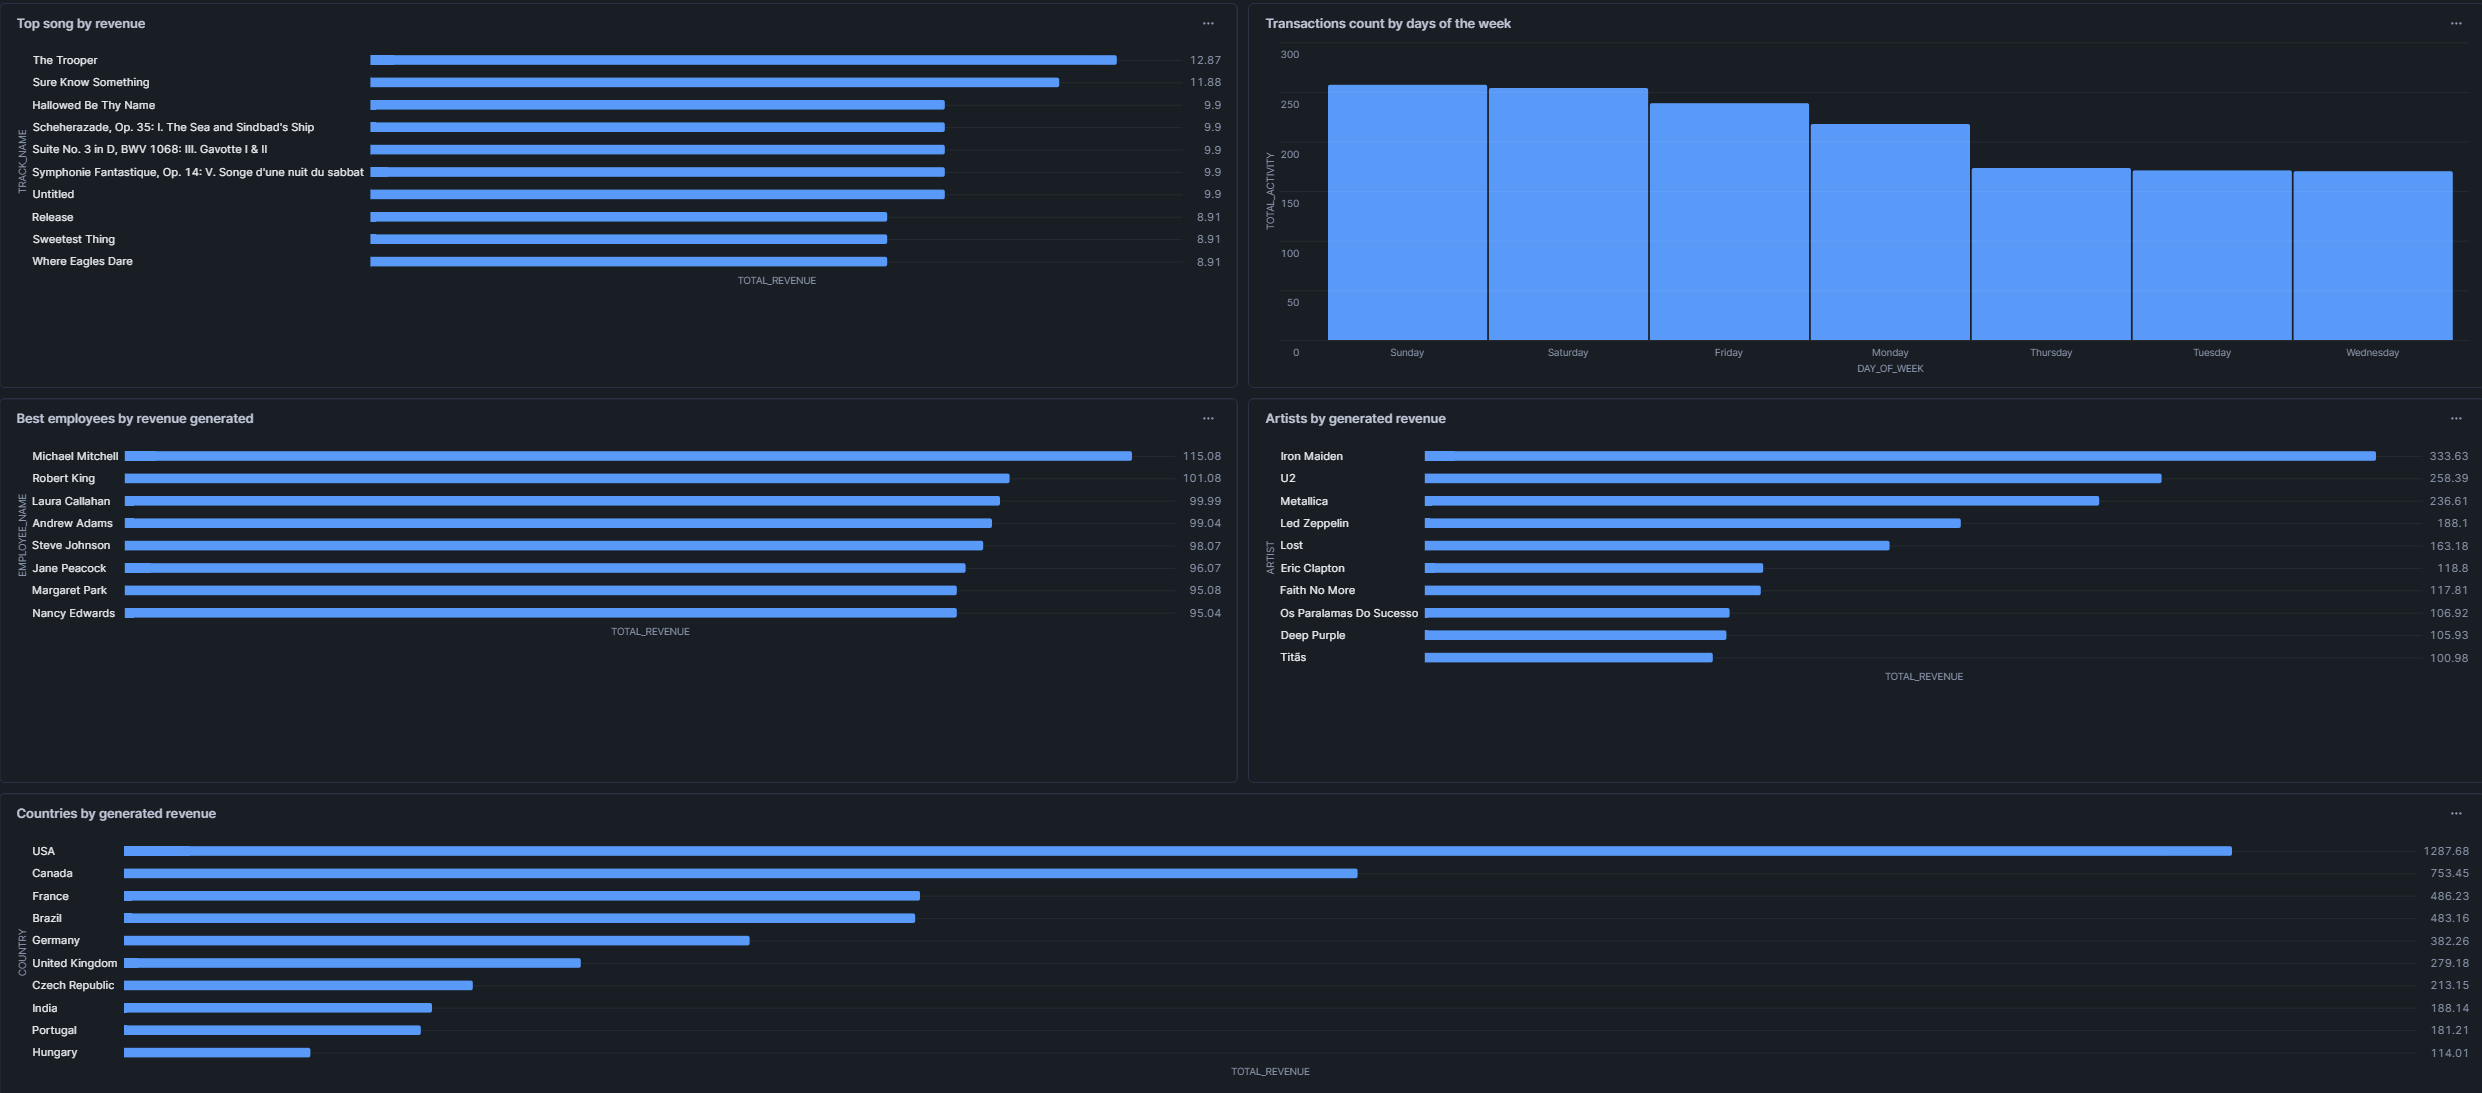 Top song by revenue
...
TRACK_NAME
The Trooper 12.87
Sure Know Something 11.88
Hallowed Be Thy Name 9.9
Scheherazade, Op. 35: I. The Sea and Sindbad's Ship 9.9
Suite No. 3 in D, BWV 1068: III. Gavotte I & II 9.9
Symphonie Fantastique, Op. 14: V. Songe d'une nuit du sabbat 9.9
Untitled 9.9
Release 8.91
Sweetest Thing 8.91
Where Eagles Dare 8.91
TOTAL_REVENUE
Transactions count by days of the week
...
TOTAL_ACTIVITY
300
250
200
150
100
50
0
Sunday Saturday Friday Monday Thursday Tuesday Wednesday
DAY_OF_WEEK
Best employees by revenue generated
...
EMPLOYEE_NAME
Michael Mitchell 115.08
Robert King 101.08
Laura Callahan 99.99
Andrew Adams 99.04
Steve Johnson 98.07
Jane Peacock 96.07
Margaret Park 95.08
Nancy Edwards 95.04
TOTAL_REVENUE
Artists by generated revenue
...
ARTIST
Iron Maiden 333.63
U2 258.39
Metallica 236.61
Led Zeppelin 188.1
Lost 163.18
Eric Clapton 118.8
Faith No More 117.81
Os Paralamas Do Sucesso 106.92
Deep Purple 105.93
Titãs 100.98
TOTAL_REVENUE
Countries by generated revenue
...
COUNTRY
USA 1287.68
Canada 753.45
France 486.23
Brazil 483.16
Germany 382.26
United Kingdom 279.18
Czech Republic 213.15
India 188.14
Portugal 181.21
Hungary 114.01
TOTAL_REVENUE